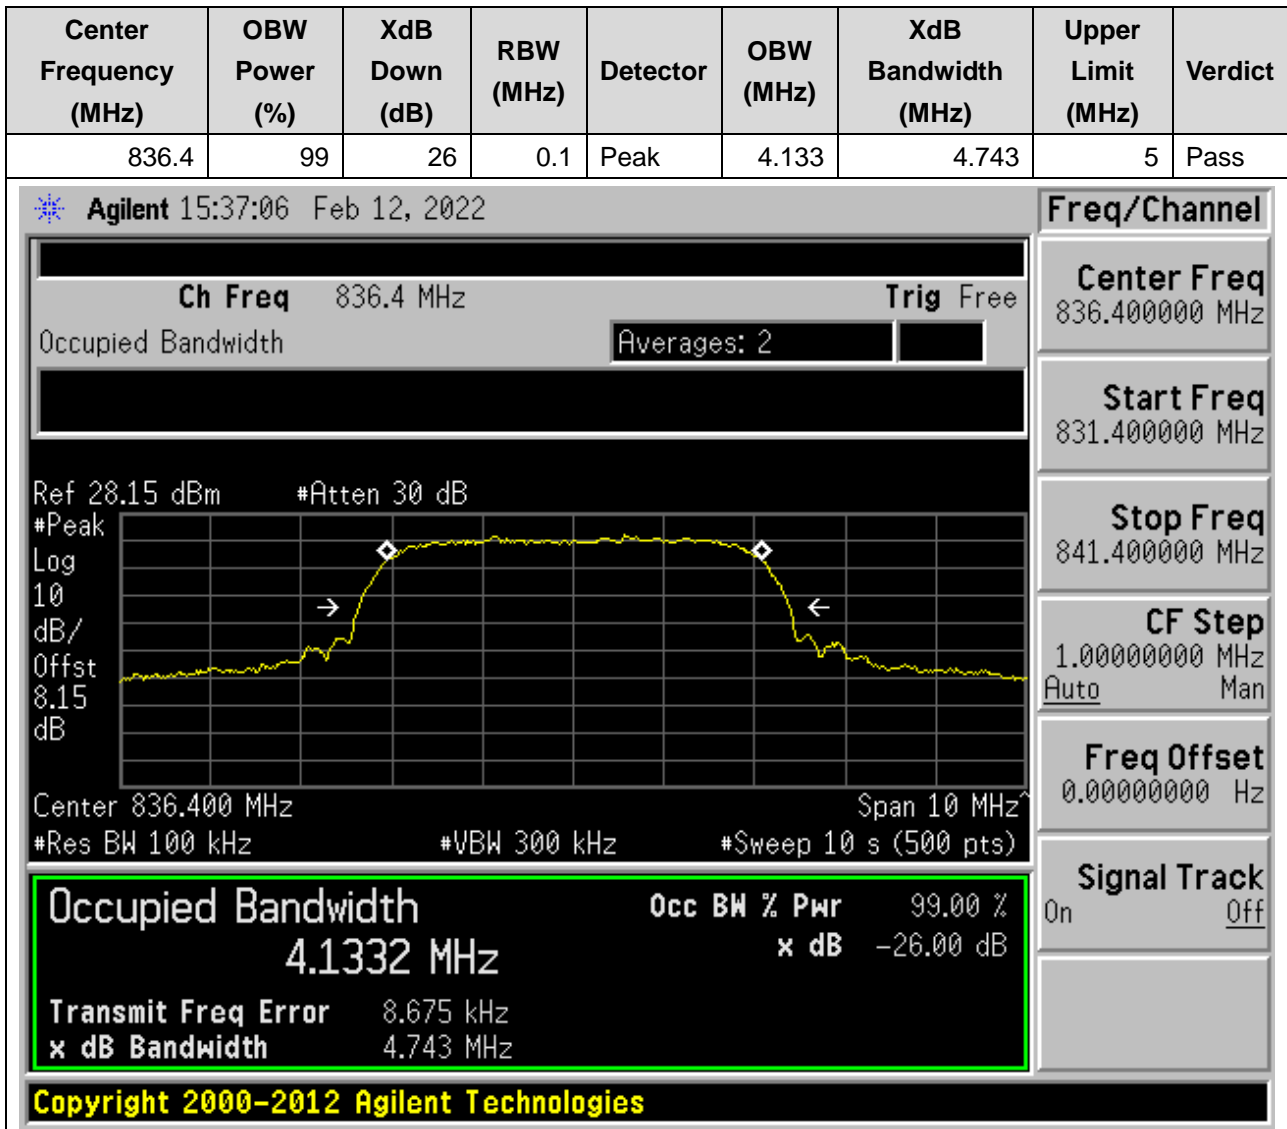 Center Frequency (MHz) OBW Power (%) XdB Down (dB) RBW (MHz) Detector OBW (MHz) XdB Bandwidth (MHz) Upper Limit (MHz) Verdict
836.4 99 26 0.1 Peak 4.133 4.743 5 Pass
Agilent 15:37:06 Feb 12, 2022
Freq/Channel
Ch Freq 836.4 MHz Trig Free
Occupied Bandwidth Averages: 2
Center Freq
836.400000 MHz
Start Freq
831.400000 MHz
Stop Freq
841.400000 MHz
CF Step
1.00000000 MHz
Auto Man
Freq Offset
0.00000000 Hz
Signal Track
On Off
Ref 28.15 dBm #Atten 30 dB
#Peak
Log
10
dB/
Offst
8.15
dB
Center 836.400 MHz Span 10 MHz^
#Res BW 100 kHz #VBW 300 kHz #Sweep 10 s (500 pts)
Occupied Bandwidth Occ BW % Pwr 99.00 %
4.1332 MHz x dB -26.00 dB
Transmit Freq Error 8.675 kHz
x dB Bandwidth 4.743 MHz
Copyright 2000-2012 Agilent Technologies